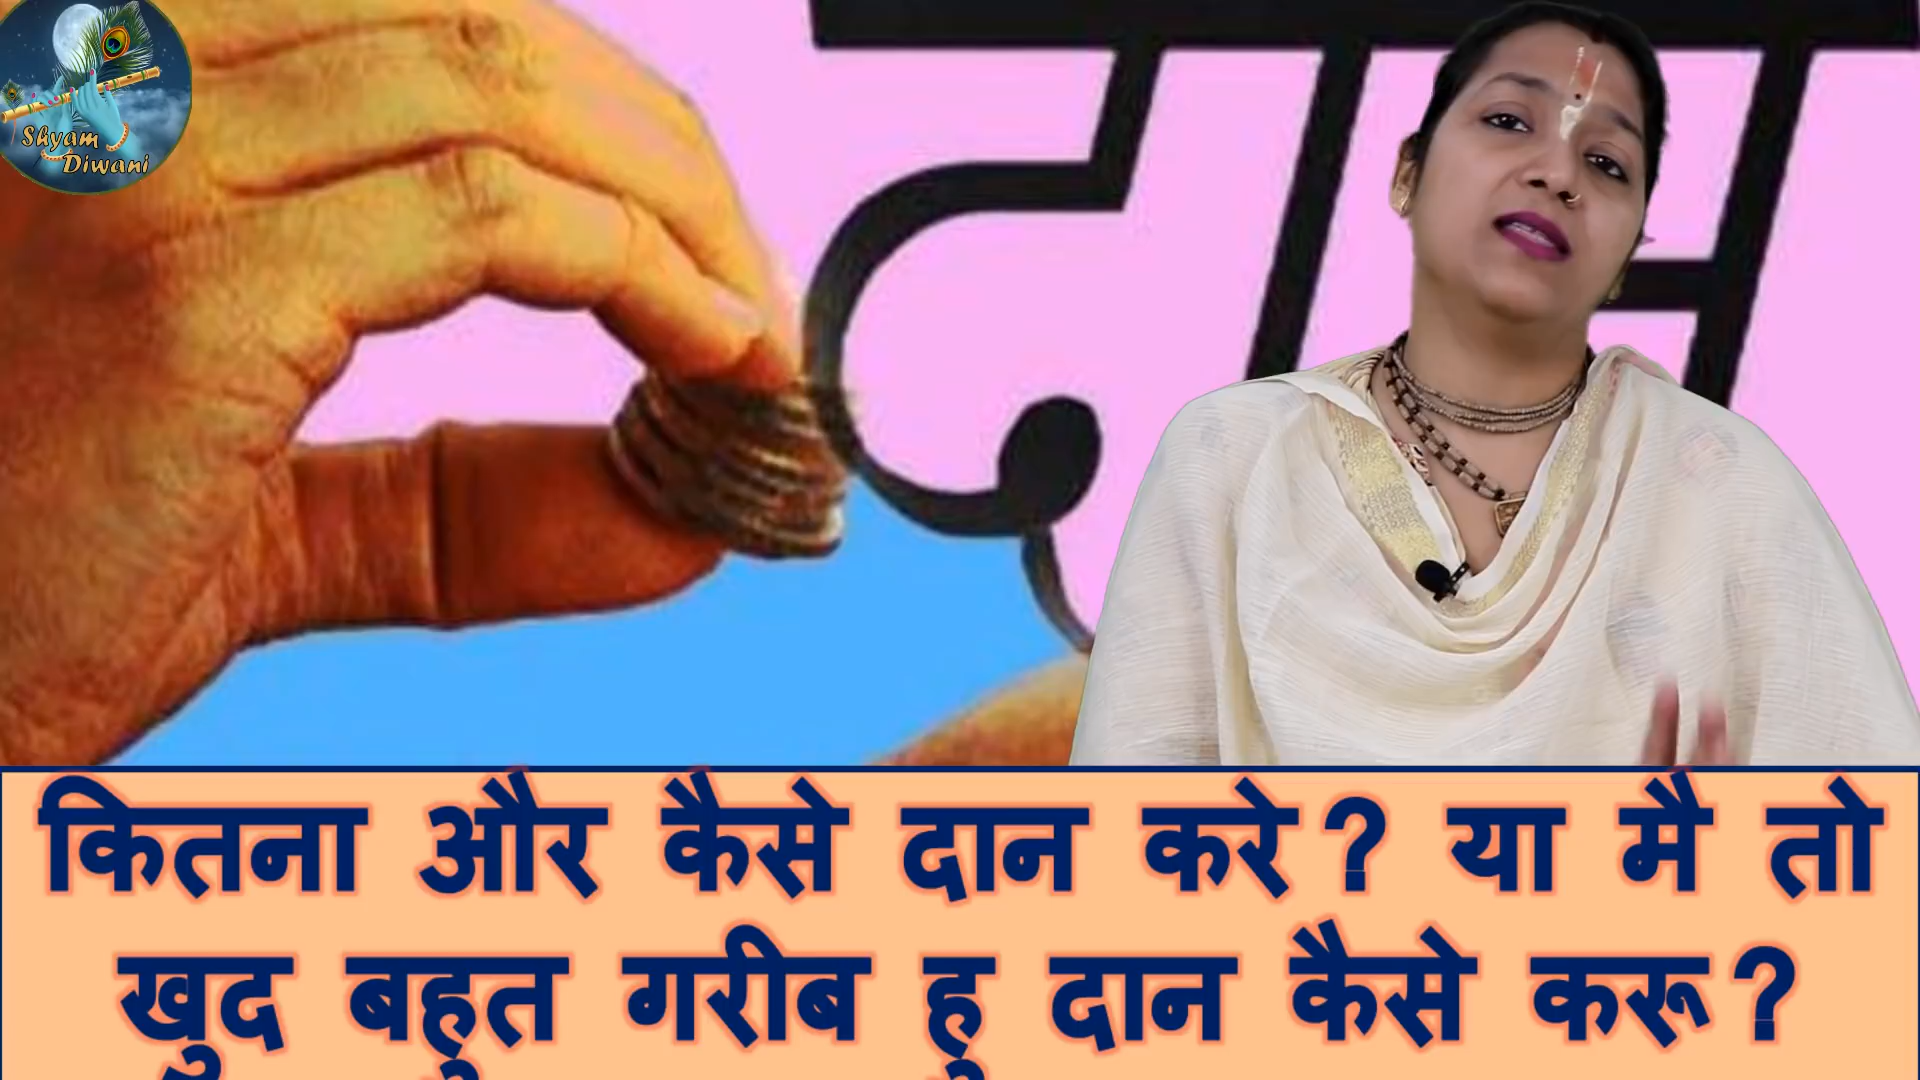 Shyam
Diwani
दान
कितना और कैसे दान करे? या मै तो
खुद बहुत गरीब हु दान कैसे करू?